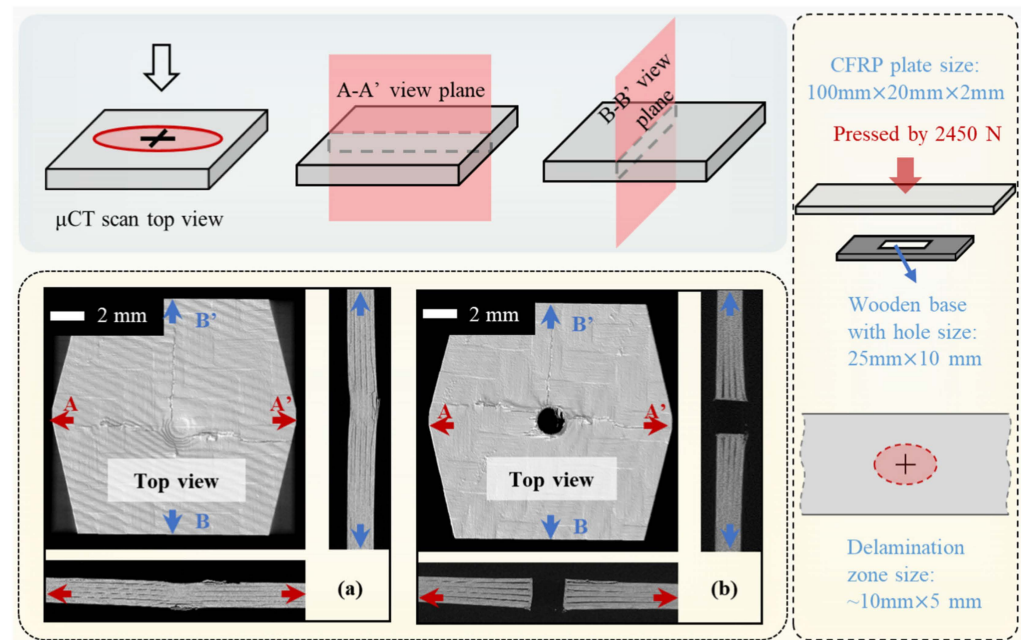 A-A’ view plane
B-B’ view
plane
μCT scan top view
CFRP plate size:
100mm×20mm×2mm
Pressed by 2450 N
Wooden base
with hole size:
25mm×10 mm
Delamination
zone size:
~10mm×5 mm
2 mm
B’
A
A’
Top view
B
(a)
2 mm
B’
A
A’
Top view
B
(b)